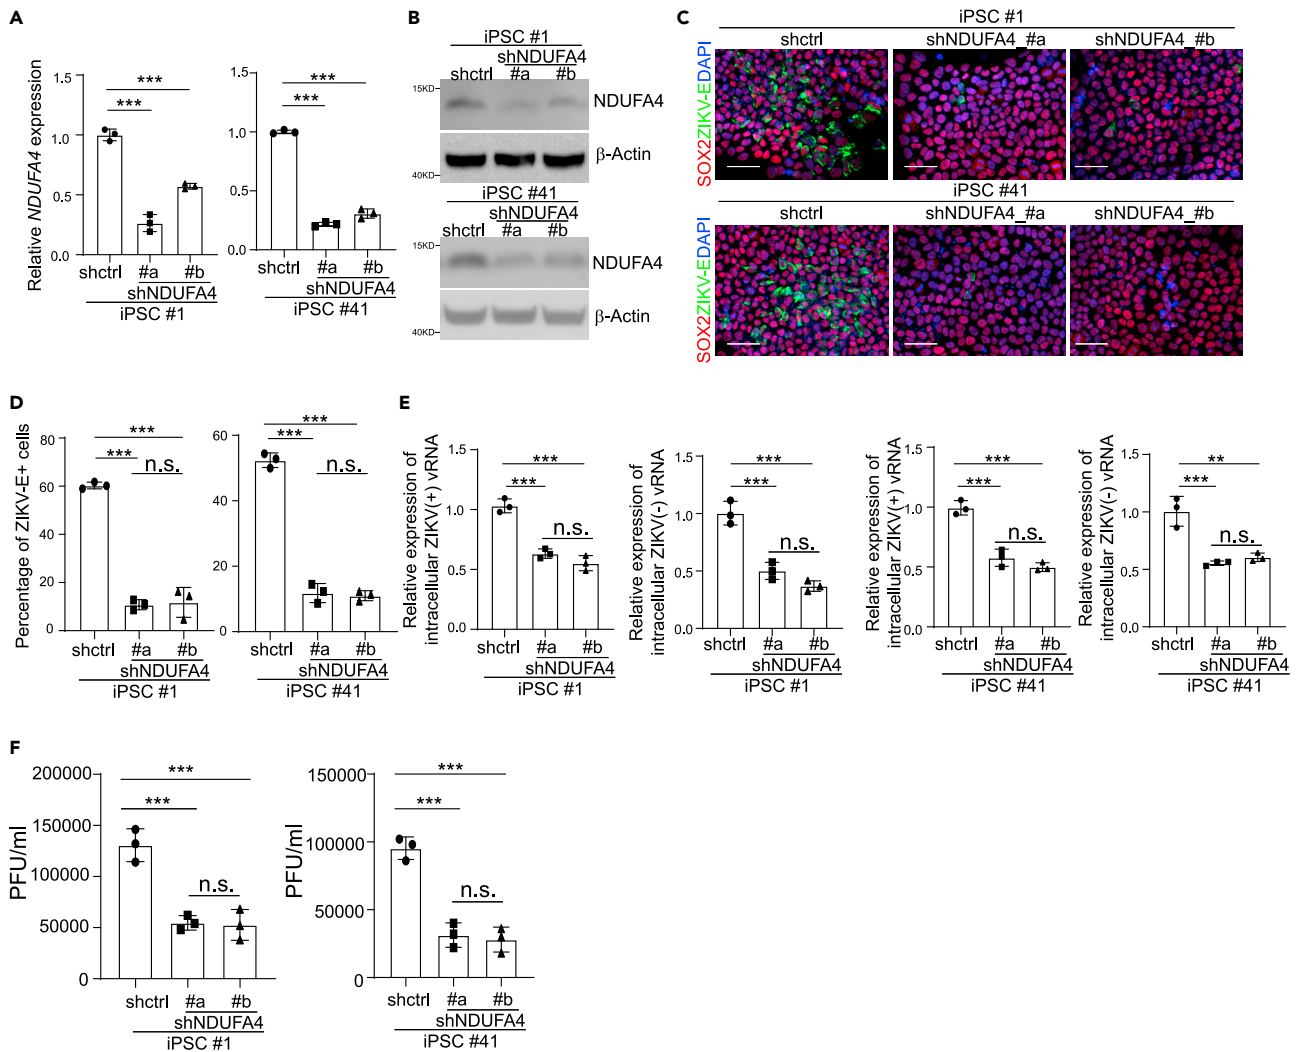 A
Relative NDUFA4 expression
1.5
1.0
0.5
0.0
***
***
shctrl
#a
#b
shNDUFA4
iPSC #1
1.5
1.0
0.5
0.0
***
***
shctrl
#a
#b
shNDUFA4
iPSC #41
B
iPSC #1
shNDUFA4
shctrl
#a
#b
15KD
NDUFA4
β-Actin
40KD
iPSC #41
shNDUFA4
shctrl
#a
#b
15KD
NDUFA4
β-Actin
40KD
C
iPSC #1
shctrl
shNDUFA4_#a
shNDUFA4_#b
SOX2ZIKV-EDAPI
iPSC #41
shctrl
shNDUFA4_#a
shNDUFA4_#b
SOX2ZIKV-EDAPI
D
Percentage of ZIKV-E+ cells
80
60
40
20
0
***
***
n.s.
shctrl
#a
#b
shNDUFA4
iPSC #1
60
40
20
0
***
***
n.s.
shctrl
#a
#b
shNDUFA4
iPSC #41
E
Relative expression of
intracellular ZIKV(+) vRNA
1.5
1.0
0.5
0.0
***
***
n.s.
shctrl
#a
#b
shNDUFA4
iPSC #1
Relative expression of
intracellular ZIKV(-) vRNA
1.5
1.0
0.5
0.0
***
***
n.s.
shctrl
#a
#b
shNDUFA4
iPSC #1
Relative expression of
intracellular ZIKV(+) vRNA
1.5
1.0
0.5
0.0
***
***
n.s.
shctrl
#a
#b
shNDUFA4
iPSC #41
Relative expression of
intracellular ZIKV(-) vRNA
1.5
1.0
0.5
0.0
**
***
n.s.
shctrl
#a
#b
shNDUFA4
iPSC #41
F
PFU/ml
200000
150000
100000
50000
0
***
***
n.s.
shctrl
#a
#b
shNDUFA4
iPSC #1
PFU/ml
150000
100000
50000
0
***
***
n.s.
shctrl
#a
#b
shNDUFA4
iPSC #41